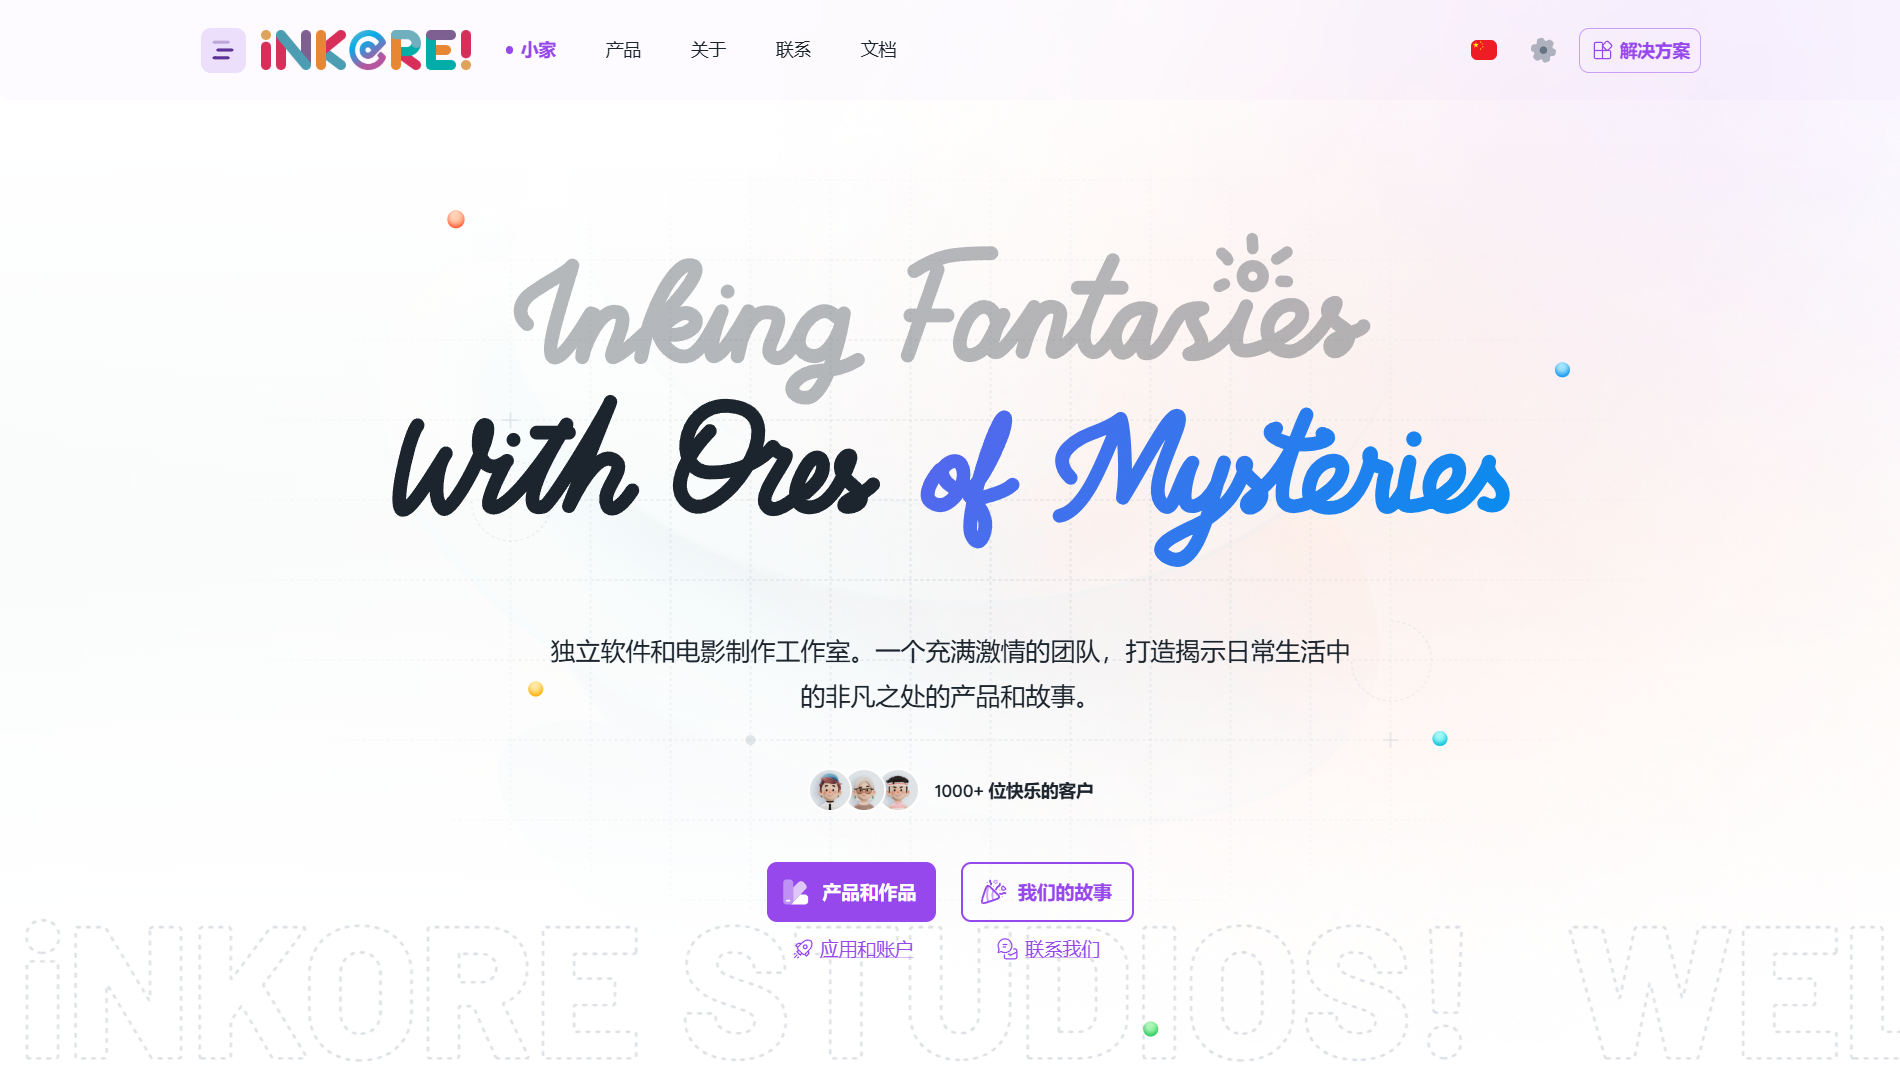 iNKORE!
小家
产品
关于
联系
文档
解决方案
Inking Fantasies
With Ores of Mysteries
独立软件和电影制作工作室。一个充满激情的团队，打造揭示日常生活中
的非凡之处的产品和故事。
1000+ 位快乐的客户
产品和作品
我们的故事
应用和账户
联系我们
iNKORE STUDIOS! WEL